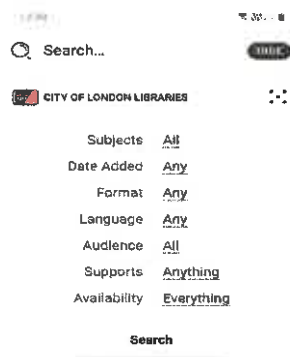 Search...
CITY OF LONDON LIBRARIES
Subjects All
Date Added Any
Format Any
Language Any
Audience All
Supports Anything
Availability Everything
Search